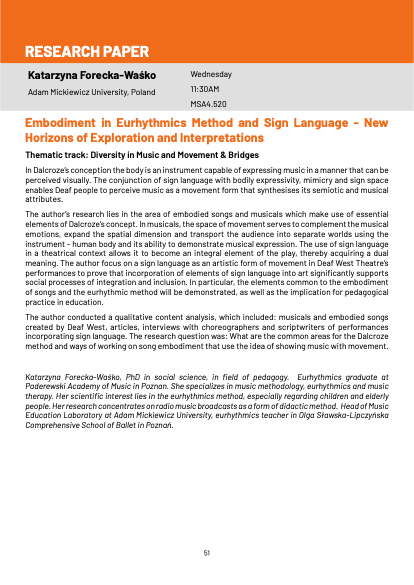 RESEARCH PAPER
Katarzyna Forecka-Waśko
Adam Mickiewicz University, Poland
Wednesday
11:30AM
MSA4.520
Embodiment in Eurhythmics Method and Sign Language - New
Horizons of Exploration and Interpretations
Thematic track: Diversity in Music and Movement & Bridges
In Dalcroze's conception the body is an instrument capable of expressing music in a manner that can be
perceived visually. The conjunction of sign language with bodily expressivity, mimicry and sign space
enables Deaf people to perceive music as a movement form that synthesises its semiotic and musical
attributes.
The author's research lies in the area of embodied songs and musicals which make use of essential
elements of Dalcroze's concept. In musicals, the space of movement serves to complement the musical
emotions, expand the spatial dimension and transport the audience into separate worlds using the
instrument - human body and its ability to demonstrate musical expression. The use of sign language
in a theatrical context allows it to become an integral element of the play, thereby acquiring a dual
meaning. The author focus on a sign language as an artistic form of movement in Deaf West Theatre's
performances to prove that incorporation of elements of sign language into art significantly supports
social processes of integration and inclusion. In particular, the elements common to the embodiment
of songs and the eurhythmic method will be demonstrated, as well as the implication for pedagogical
practice in education.
The author conducted a qualitative content analysis, which included: musicals and embodied songs
created by Deaf West, articles, interviews with choreographers and scriptwriters of performances
incorporating sign language. The research question was: What are the common areas for the Dalcroze
method and ways of working on song embodiment that use the idea of showing music with movement.
Katarzyna Forecka-Waśko, PhD in social science, in field of pedagogy. Eurhythmics graduate at
Paderewski Academy of Music in Poznan. She specializes in music methodology, eurhythmics and music
therapy. Her scientific interest lies in the eurhythmics method, especially regarding children and elderly
people. Her research concentrates on radio music broadcasts as a form of didactic method. Head of Music
Education Laboratory at Adam Mickiewicz University, eurhythmics teacher in Olga Sławska-Lipczyńska
Comprehensive School of Ballet in Poznań.
51